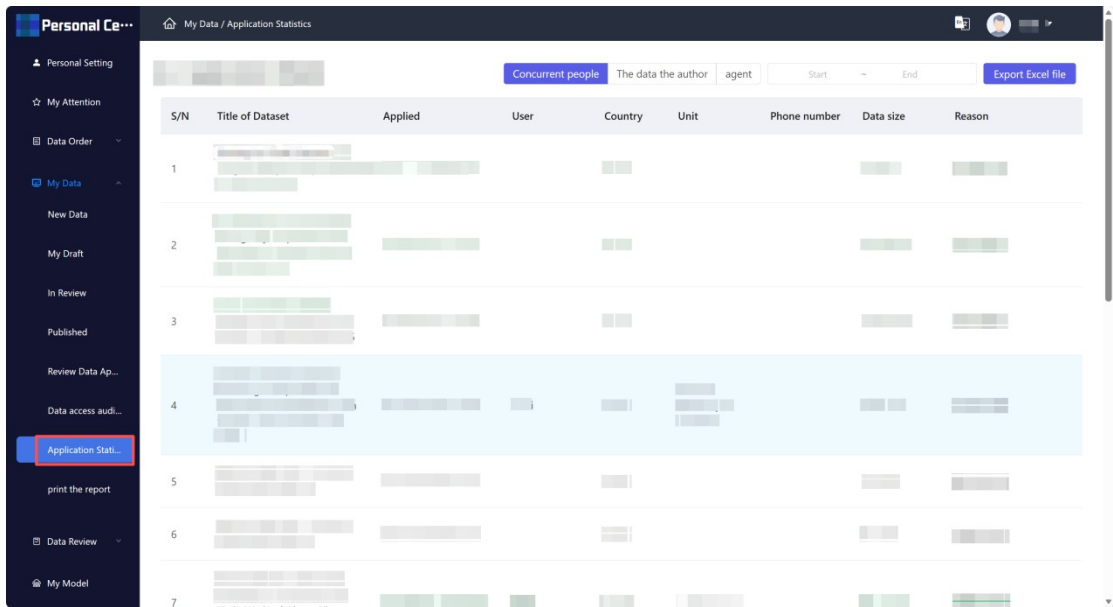 Personal Ce···
My Data / Application Statistics
Personal Setting
My Attention
Data Order
My Data
New Data
My Draft
In Review
Published
Review Data Ap...
Data access audi...
Application Stati...
print the report
Data Review
My Model
Concurrent people
The data the author
agent
Start ~ End
Export Excel file
S/N Title of Dataset Applied User Country Unit Phone number Data size Reason
1
2
3
4
5
6
7